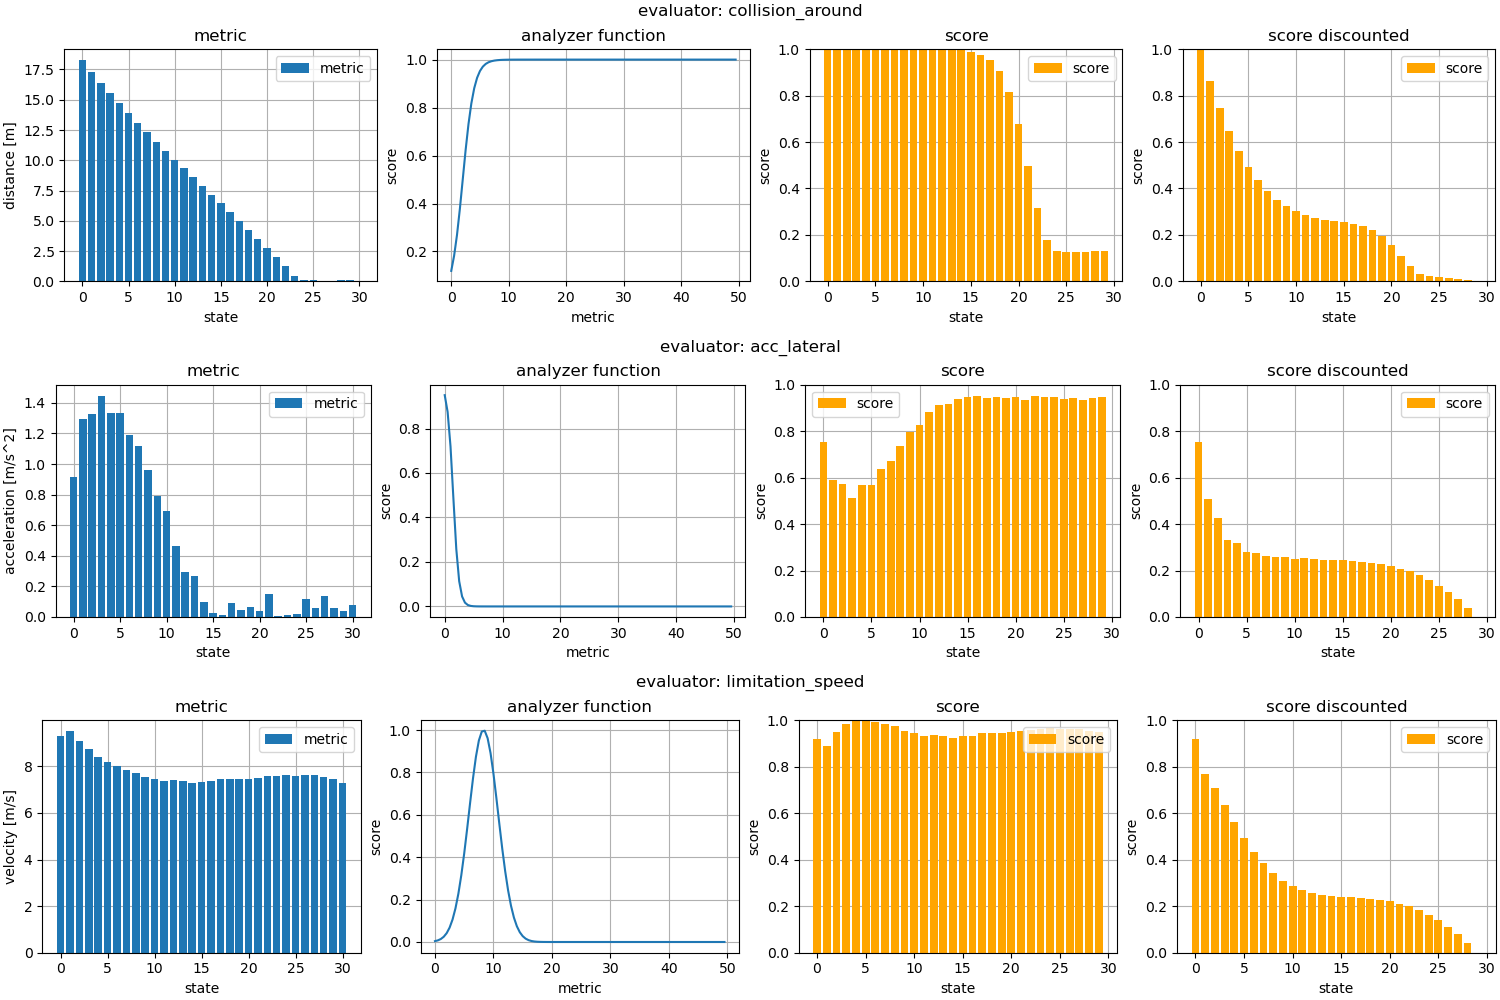 evaluator: collision_around
metric
analyzer function
score
score discounted
17.5
15.0
12.5
10.0
7.5
5.0
2.5
0.0
distance [m]
metric
0 5 10 15 20 25 30
state
1.0
0.8
0.6
0.4
0.2
score
0 10 20 30 40 50
metric
1.0
0.8
0.6
0.4
0.2
0.0
score
score
0 5 10 15 20 25 30
state
1.0
0.8
0.6
0.4
0.2
0.0
score
score
0 5 10 15 20 25 30
state
evaluator: acc_lateral
metric
analyzer function
score
score discounted
1.4
1.2
1.0
0.8
0.6
0.4
0.2
0.0
acceleration [m/s^2]
metric
0 5 10 15 20 25 30
state
0.8
0.6
0.4
0.2
0.0
score
0 10 20 30 40 50
metric
1.0
0.8
0.6
0.4
0.2
0.0
score
score
0 5 10 15 20 25 30
state
1.0
0.8
0.6
0.4
0.2
0.0
score
score
0 5 10 15 20 25 30
state
evaluator: limitation_speed
metric
analyzer function
score
score discounted
8
6
4
2
0
velocity [m/s]
metric
0 5 10 15 20 25 30
state
1.0
0.8
0.6
0.4
0.2
0.0
score
0 10 20 30 40 50
metric
1.0
0.8
0.6
0.4
0.2
0.0
score
score
0 5 10 15 20 25 30
state
1.0
0.8
0.6
0.4
0.2
0.0
score
score
0 5 10 15 20 25 30
state